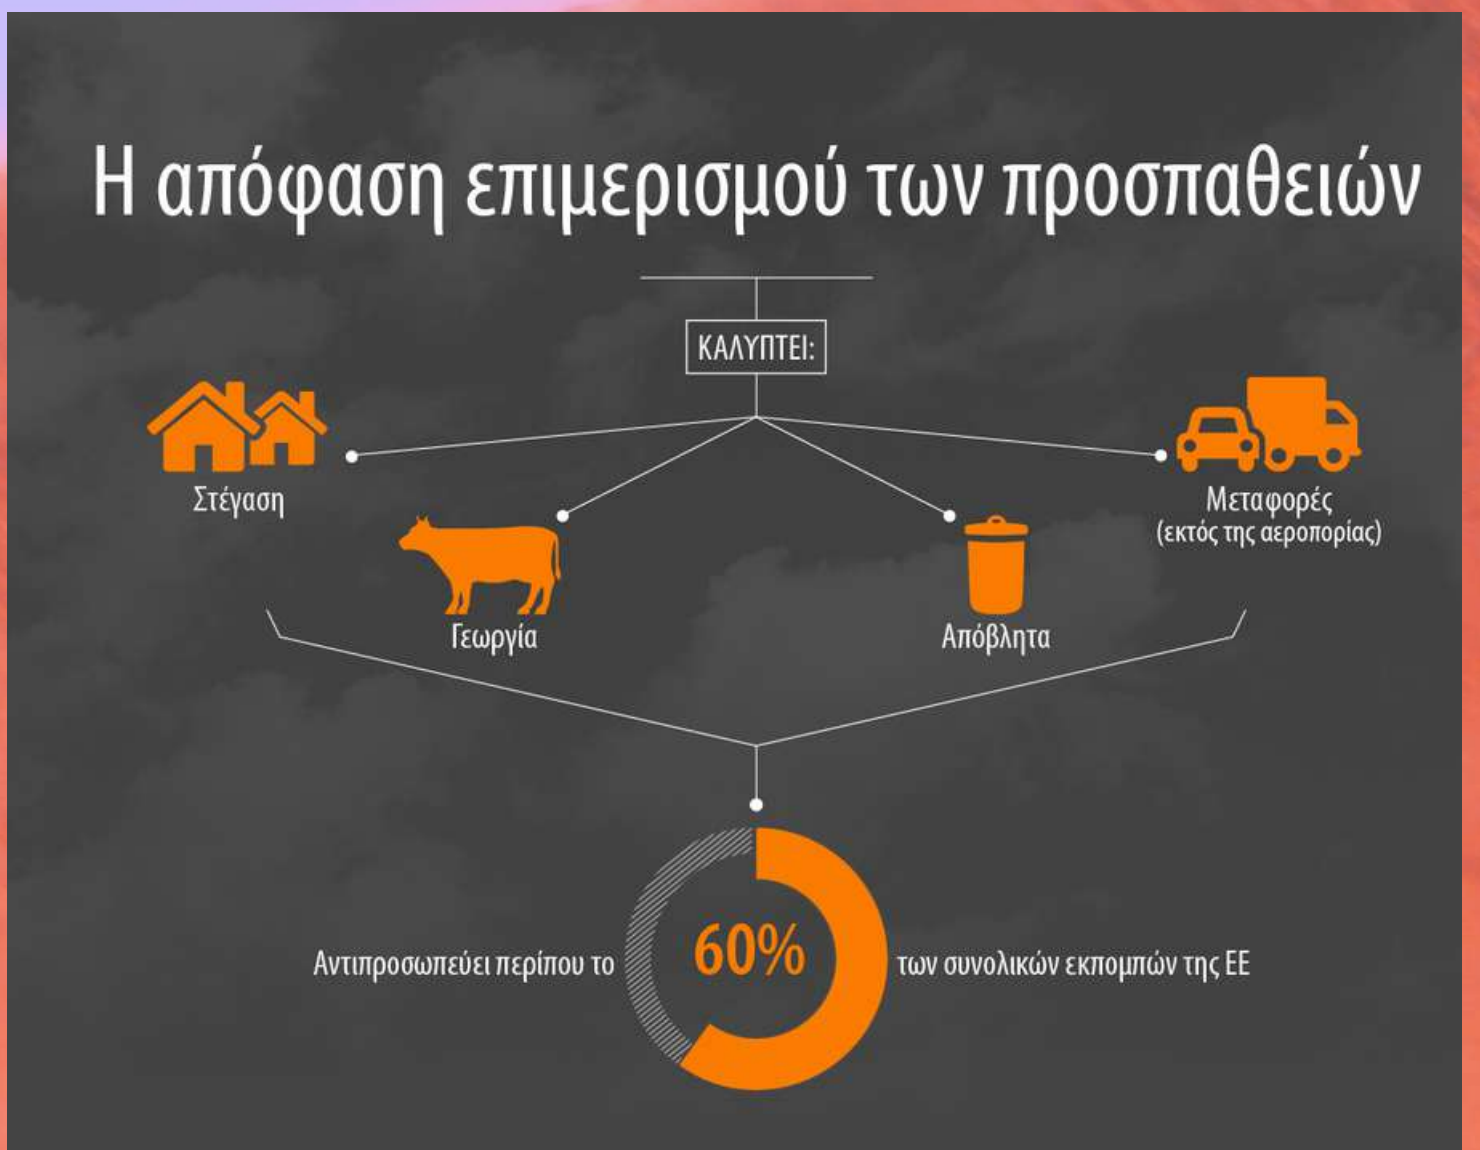 Η απόφαση επιμερισμού των προσπαθειών
ΚΑΛΥΠΤΕΙ:
Στέγαση
Γεωργία
Απόβλητα
Μεταφορές
(εκτός της αεροπορίας)
Αντιπροσωπεύει περίπου το
60%
των συνολικών εκπομπών της ΕΕ